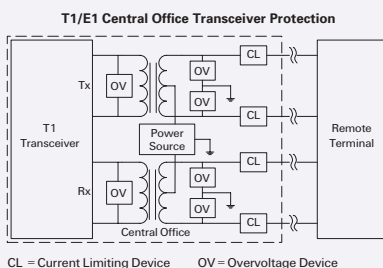 T1/E1 Central Office Transceiver Protection
CL
Tx
OV
OV
OV
CL
T1
Transceiver
Power
Source
Remote
Terminal
CL
Rx
OV
OV
OV
CL
Central Office
CL = Current Limiting Device OV = Overvoltage Device